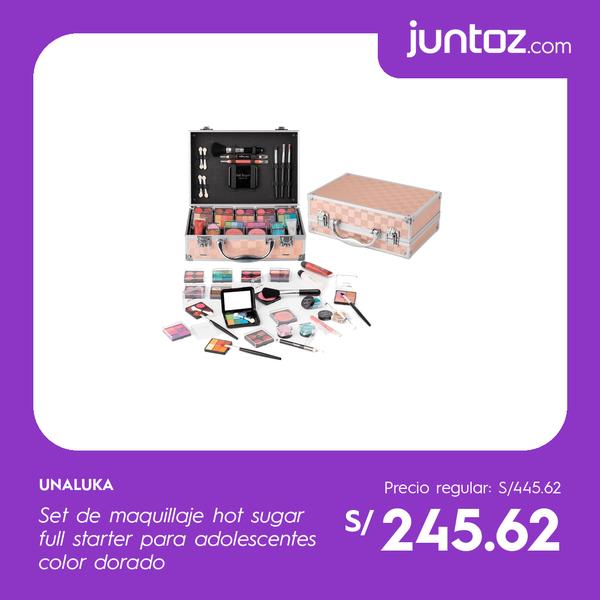 juntoz.com
UNALUKA
Set de maquillaje hot sugar
full starter para adolescentes
color dorado
Precio regular: S/445.62
S/245.62